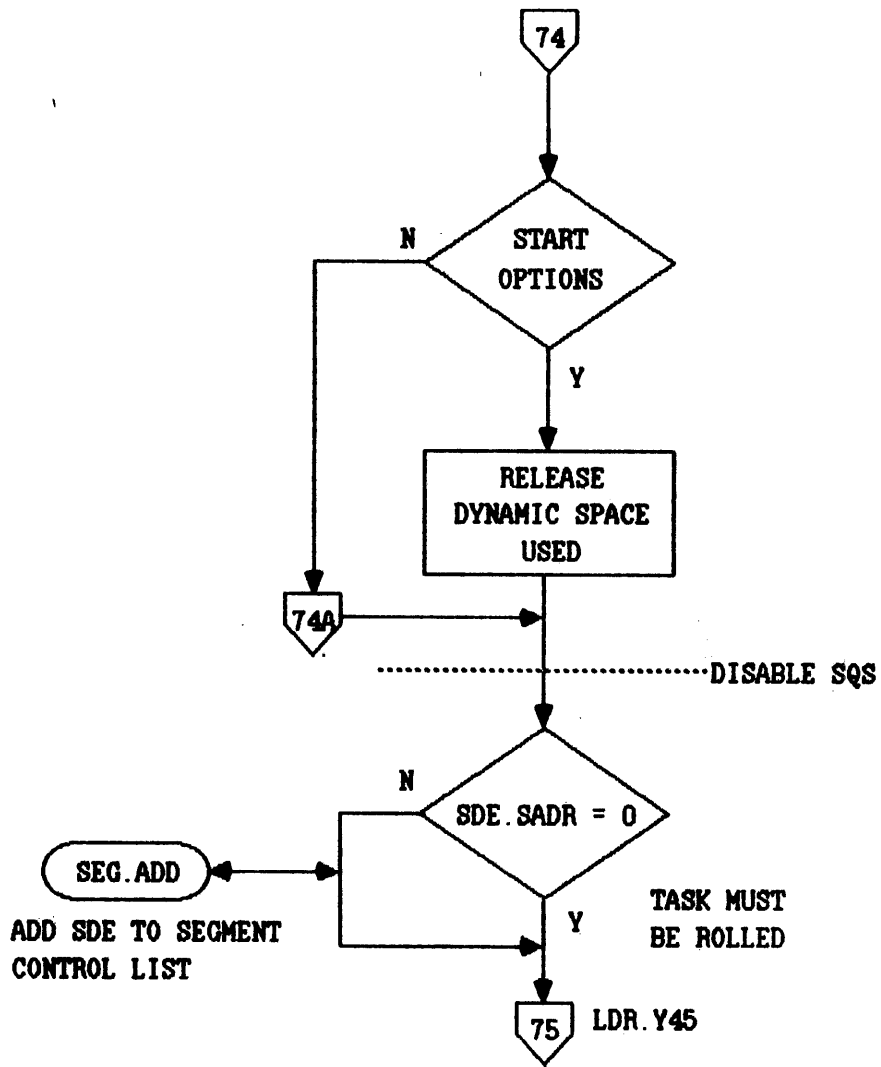 74
N
START
OPTIONS
Y
RELEASE
DYNAMIC SPACE
USED
74A
DISABLE SQS
N
SDE.SADR = 0
SEG.ADD
ADD SDE TO SEGMENT
CONTROL LIST
Y
TASK MUST
BE ROLLED
75
LDR.Y45